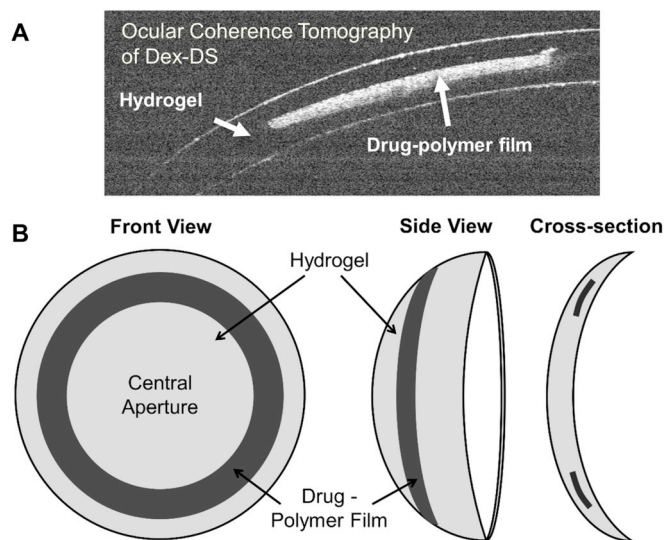 A
Ocular Coherence Tomography
of Dex-DS
Hydrogel
Drug-polymer film
B
Front View
Side View
Cross-section
Hydrogel
Central
Aperture
Drug -
Polymer Film